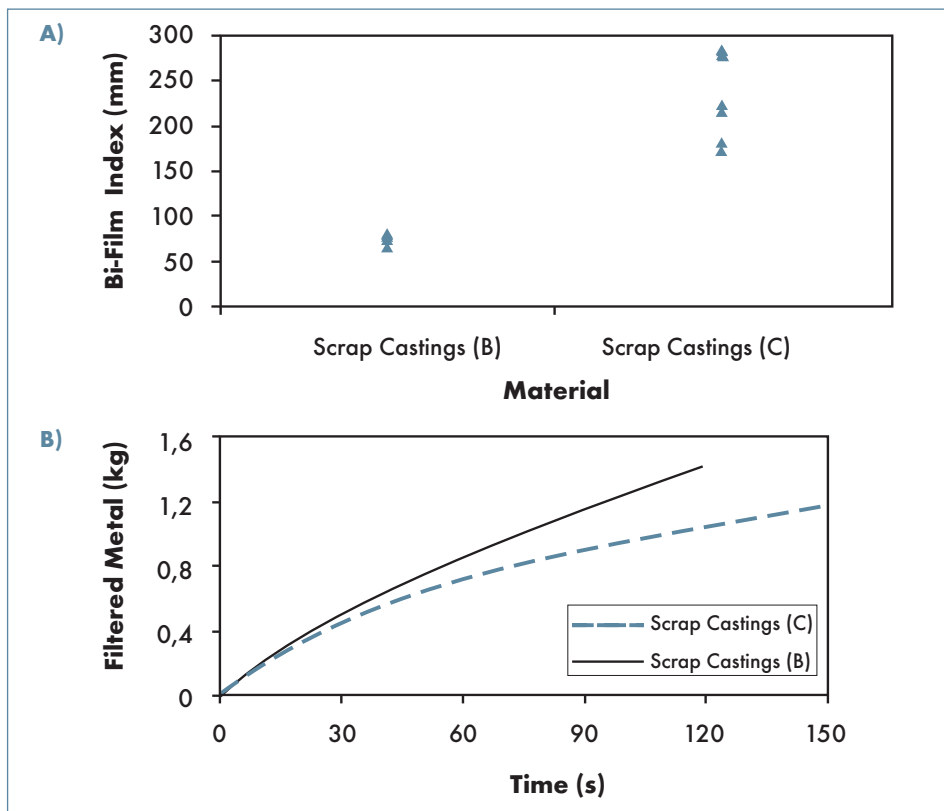 A)
Bi-Film Index (mm)
300
250
200
150
100
50
0
Scrap Castings (B) Scrap Castings (C)
Material
B)
Filtered Metal (kg)
1,6
1,2
0,8
0,4
0
Scrap Castings (C)
Scrap Castings (B)
0 30 60 90 120 150
Time (s)